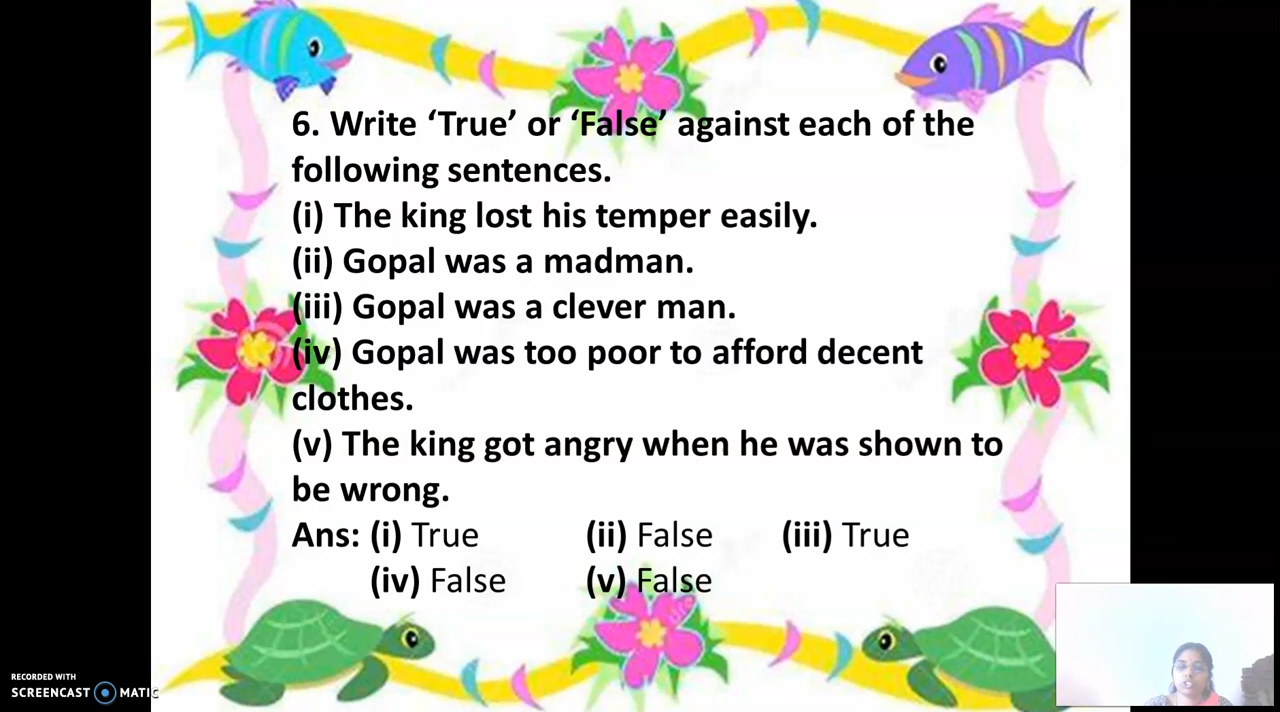 6. Write ‘True’ or ‘False’ against each of the
following sentences.
(i) The king lost his temper easily.
(ii) Gopal was a madman.
(iii) Gopal was a clever man.
(iv) Gopal was too poor to afford decent
clothes.
(v) The king got angry when he was shown to
be wrong.
Ans: (i) True (ii) False (iii) True
(iv) False (v) False
RECORDED WITH
SCREENCAST MATIC